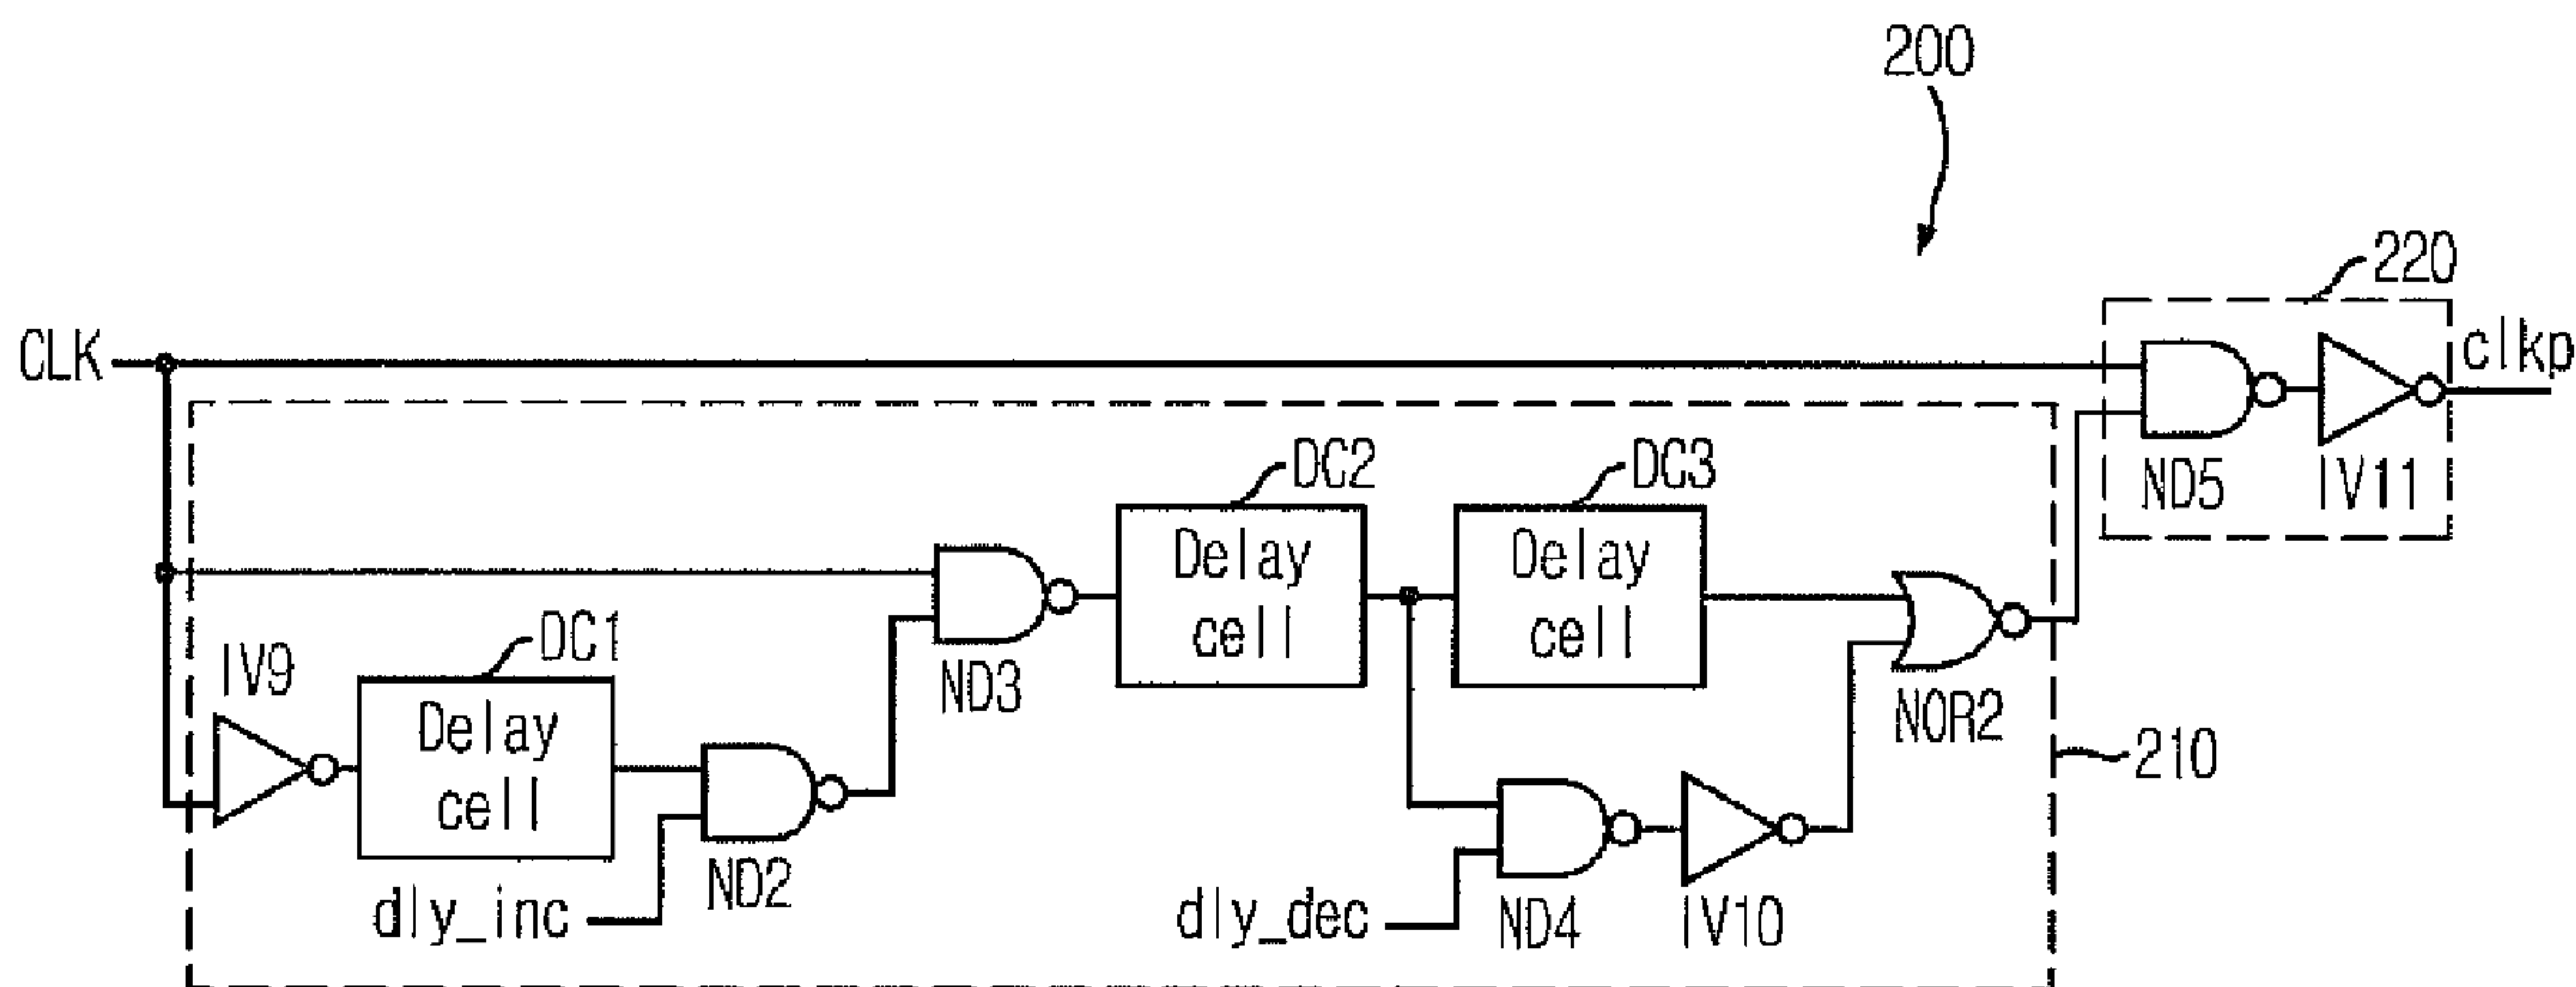 200
220
CLK
clkp
DC2
DC3
ND5
IV11
Delay
cell
Delay
cell
IV9
DC1
ND3
NOR2
Delay
cell
210
ND2
dly_inc
dly_dec
ND4
IV10